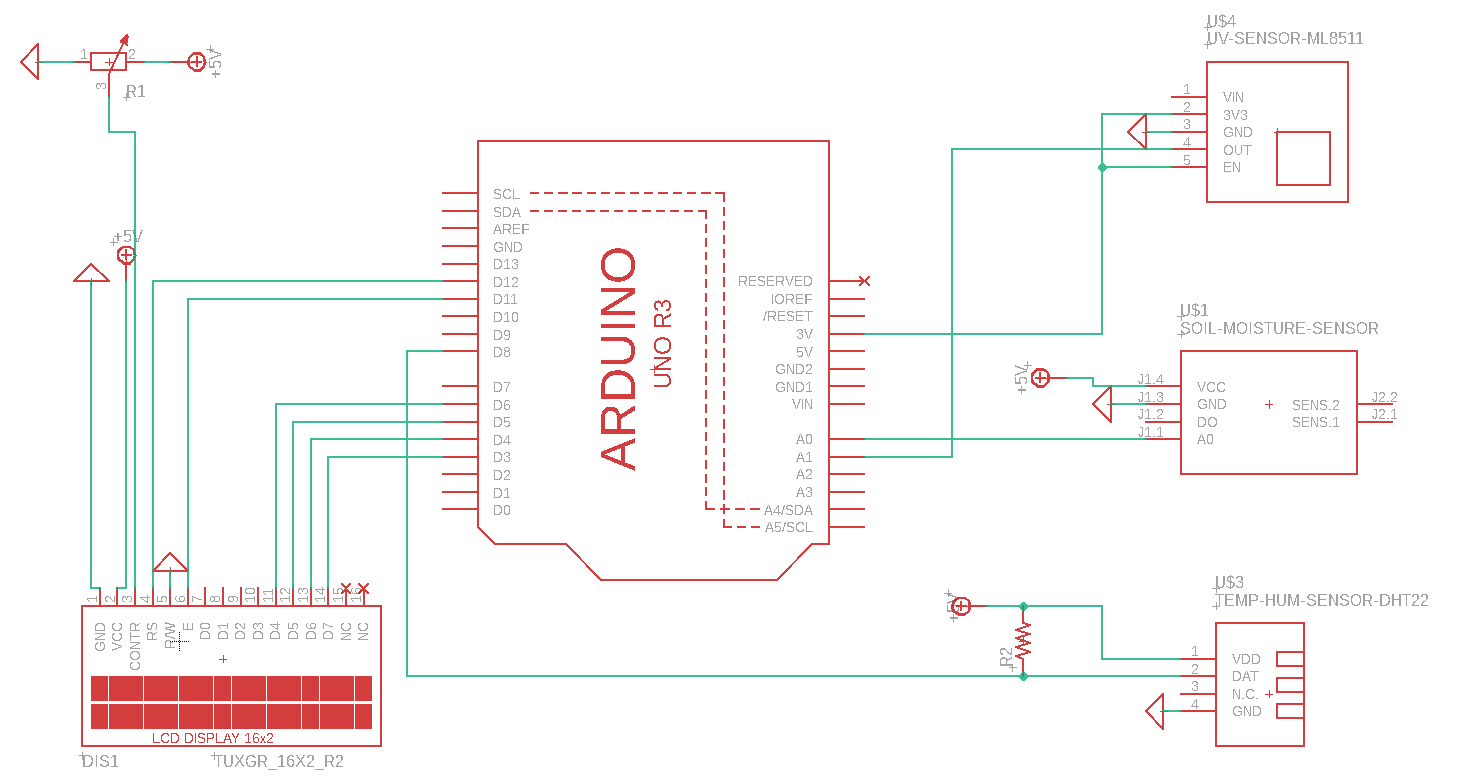 1
2
3
R1
+5V
U$4
UV-SENSOR-ML8511
1 VIN
2 3V3
3 GND
4 OUT
5 EN
+5V
ARDUINO
UNO R3
SCL
SDA
AREF
GND
D13
D12
D11
D10
D9
D8
D7
D6
D5
D4
D3
D2
D1
D0
RESERVED
IOREF
/RESET
3V
5V
GND2
GND1
VIN
A0
A1
A2
A3
A4/SDA
A5/SCL
U$1
SOIL-MOISTURE-SENSOR
+5V
J1.4 VCC
J1.3 GND
J1.2 DO
J1.1 A0
SENS.2 J2.2
SENS.1 J2.1
1 2 3 4 5 6 7 8 9 10 11 12 13 14 15 16
GND VCC CONTR RS R/W E D0 D1 D2 D3 D4 D5 D6 D7 NC NC
LCD DISPLAY 16x2
DIS1
TUXGR_16X2_R2
+5V
R2
U$3
TEMP-HUM-SENSOR-DHT22
1 VDD
2 DAT
3 N.C.
4 GND